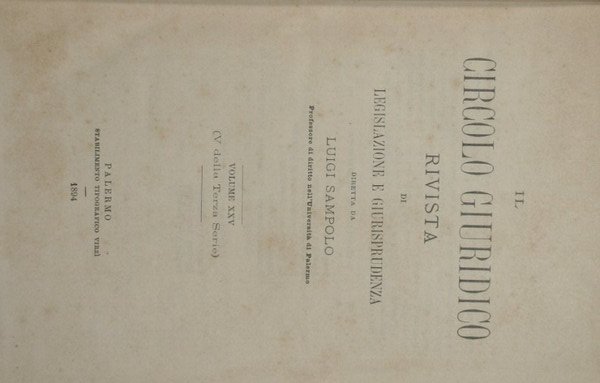 IL
CIRCOLO GIURIDICO
RIVISTA
DI
LEGISLAZIONE E GIURISPRUDENZA
DIRETTA DA
LUIGI SAMPOLO
Professore di diritto nell'Università di Palermo
VOLUME XXV
(V della Terza Serie)
PALERMO
STABILIMENTO TIPOGRAFICO VIRZÌ
1894